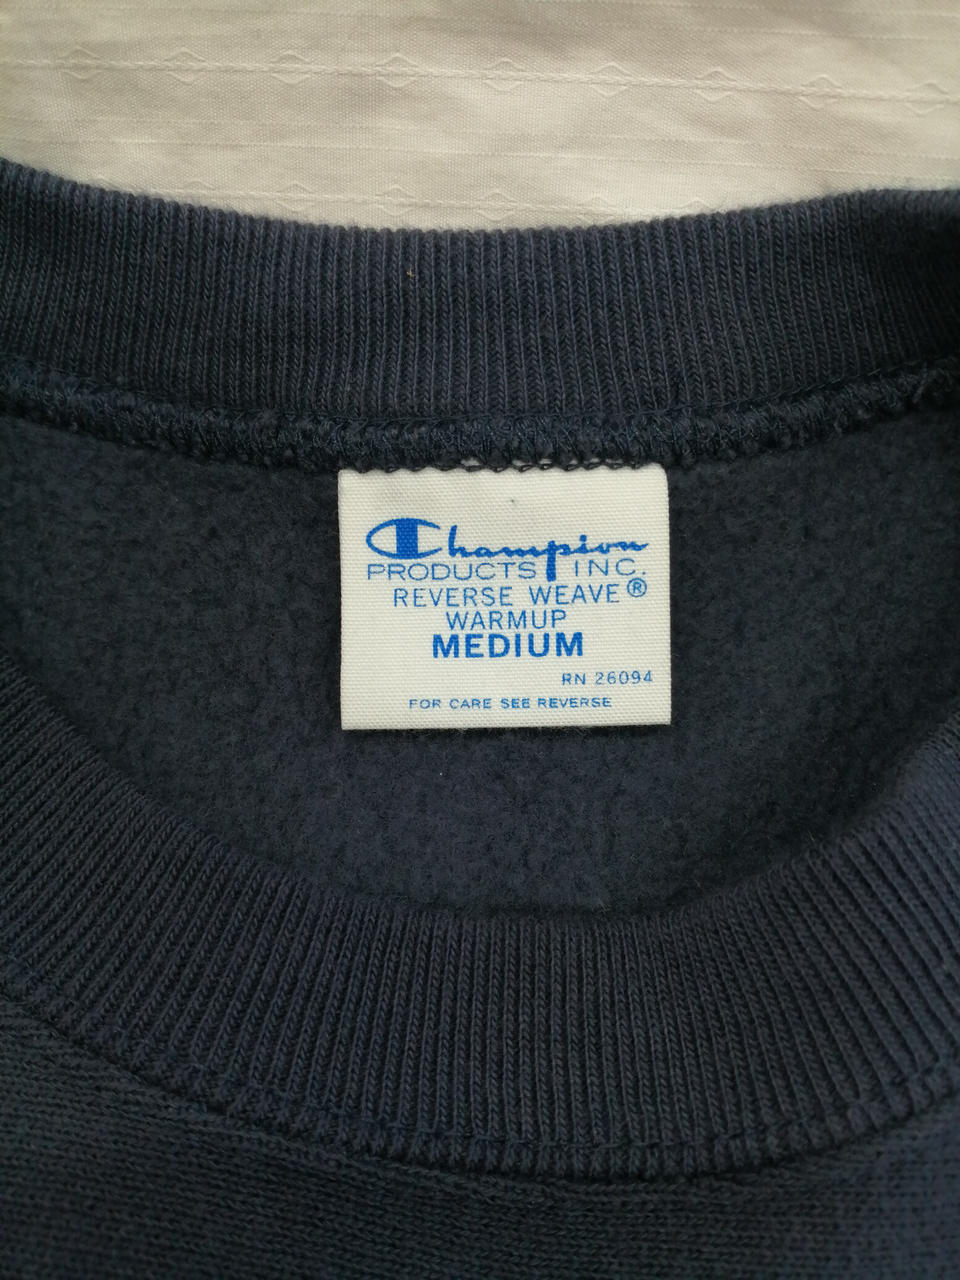 Champion
PRODUCTS INC.
REVERSE WEAVE®
WARMUP
MEDIUM
RN 26094
FOR CARE SEE REVERSE